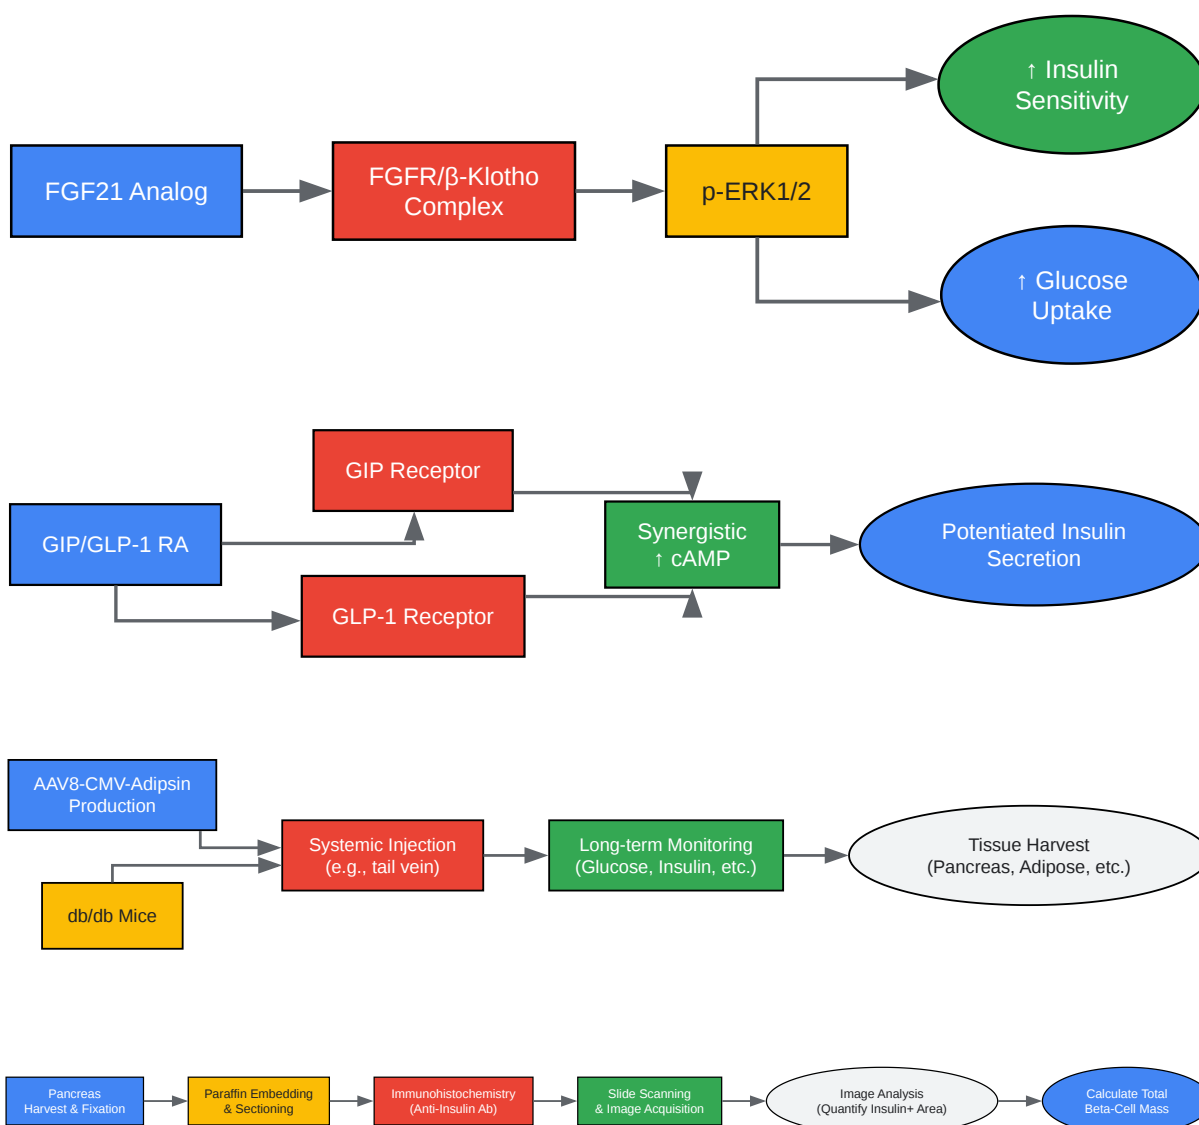 ↑ Insulin
Sensitivity
FGF21 Analog
FGFR/β-Klotho
Complex
p-ERK1/2
↑ Glucose
Uptake
GIP Receptor
GIP/GLP-1 RA
Synergistic
↑ cAMP
Potentiated Insulin
Secretion
GLP-1 Receptor
AAV8-CMV-Adipsin
Production
db/db Mice
Systemic Injection
(e.g., tail vein)
Long-term Monitoring
(Glucose, Insulin, etc.)
Tissue Harvest
(Pancreas, Adipose, etc.)
Pancreas
Harvest & Fixation
Paraffin Embedding
& Sectioning
Immunohistochemistry
(Anti-Insulin Ab)
Slide Scanning
& Image Acquisition
Image Analysis
(Quantify Insulin+ Area)
Calculate Total
Beta-Cell Mass